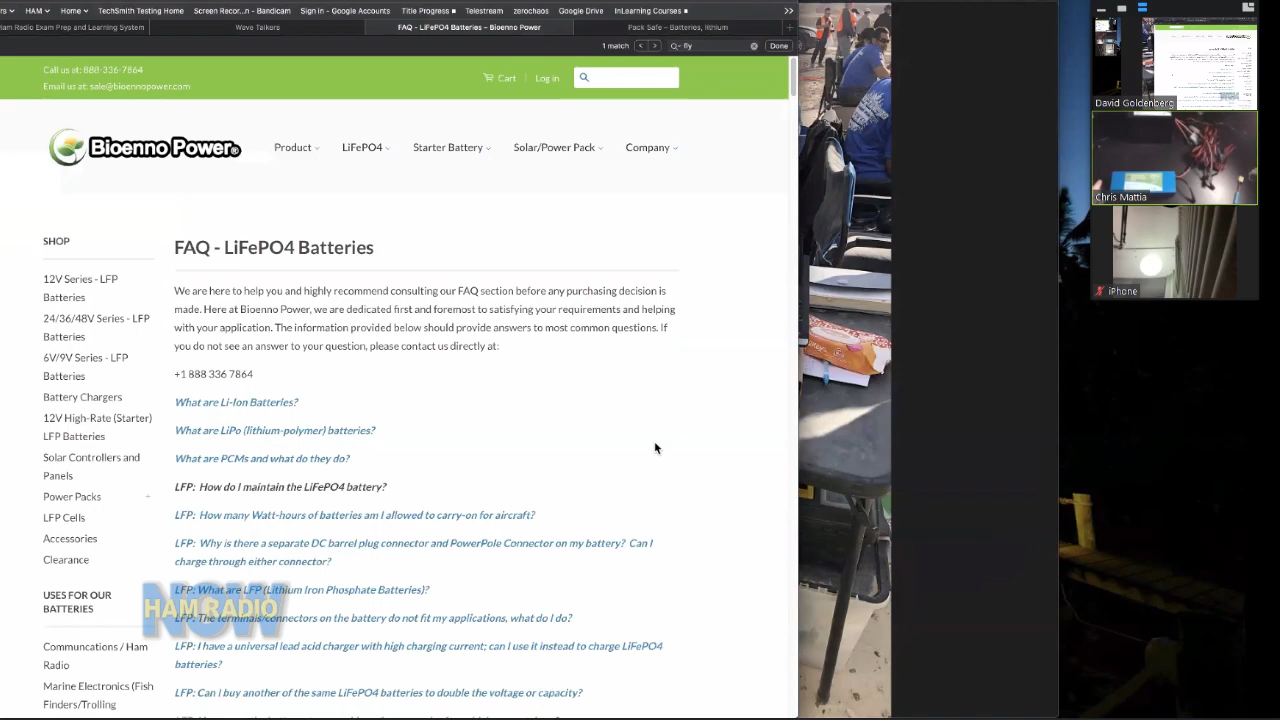 rs HAM Home TechSmith Testing Home Screen Recor...n - Bandicam Sign in - Google Accounts Title Progress Stream Google Drive InLearning Courses
ian Radio Exam Prep and Learning System Wave Talkers FAQ - LiFePO4 Batteries – Bioenno Power Pack Safe – Batteries, lithium
1 match fly Done
Call us at: 888-336-7864
Email us at: sale@bioennopower.com
Cart Log in
Bioenno Power® Product LiFePO4 Starter Battery Solar/Power Pack Company
SHOP
12V Series - LFP
Batteries
24/36/48V Series - LFP
Batteries
6V/9V Series - LFP
Batteries
Battery Chargers
12V High-Rate (Starter)
LFP Batteries
Solar Controllers and
Panels
Power Packs +
LFP Cells
Accessories
Clearance
USES FOR OUR
BATTERIES
Communcations / Ham
Radio
Marine Electronics (Fish
Finders/Trolling
FAQ - LiFePO4 Batteries
We are here to help you and highly recommend consulting our FAQ section before any purchasing decision is
made. Here at Bioenno Power, we are dedicated first and foremost to satisfying your requirements and helping
with your application. The information provided below should provide answers to most common questions. If
you do not see an answer to your question, please contact us directly at:
+1 888 336 7864
What are Li-Ion Batteries?
What are LiPo (lithium-polymer) batteries?
What are PCMs and what do they do?
LFP: How do I maintain the LiFePO4 battery?
LFP: How many Watt-hours of batteries am I allowed to carry-on for aircraft?
LFP: Why is there a separate DC barrel plug connector and PowerPole Connector on my battery? Can I
charge through either connector?
LFP: What are LFP (Lithium Iron Phosphate Batteries)?
LFP: The terminals/connectors on the battery do not fit my applications, what do I do?
LFP: I have a universal lead acid charger with high charging current; can I use it instead to charge LiFePO4
batteries?
LFP: Can I buy another of the same LiFePO4 batteries to double the voltage or capacity?
HAM RADIO
NOW
David Goldenberg
Chris Mattia
iPhone